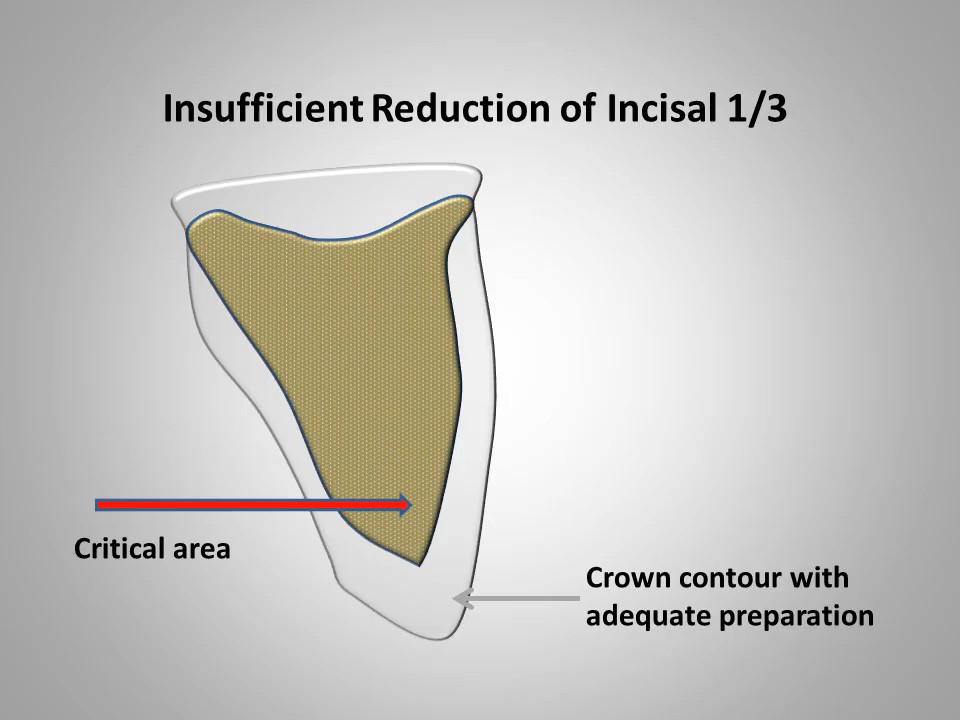 Insufficient Reduction of Incisal 1/3
Critical area
Crown contour with
adequate preparation